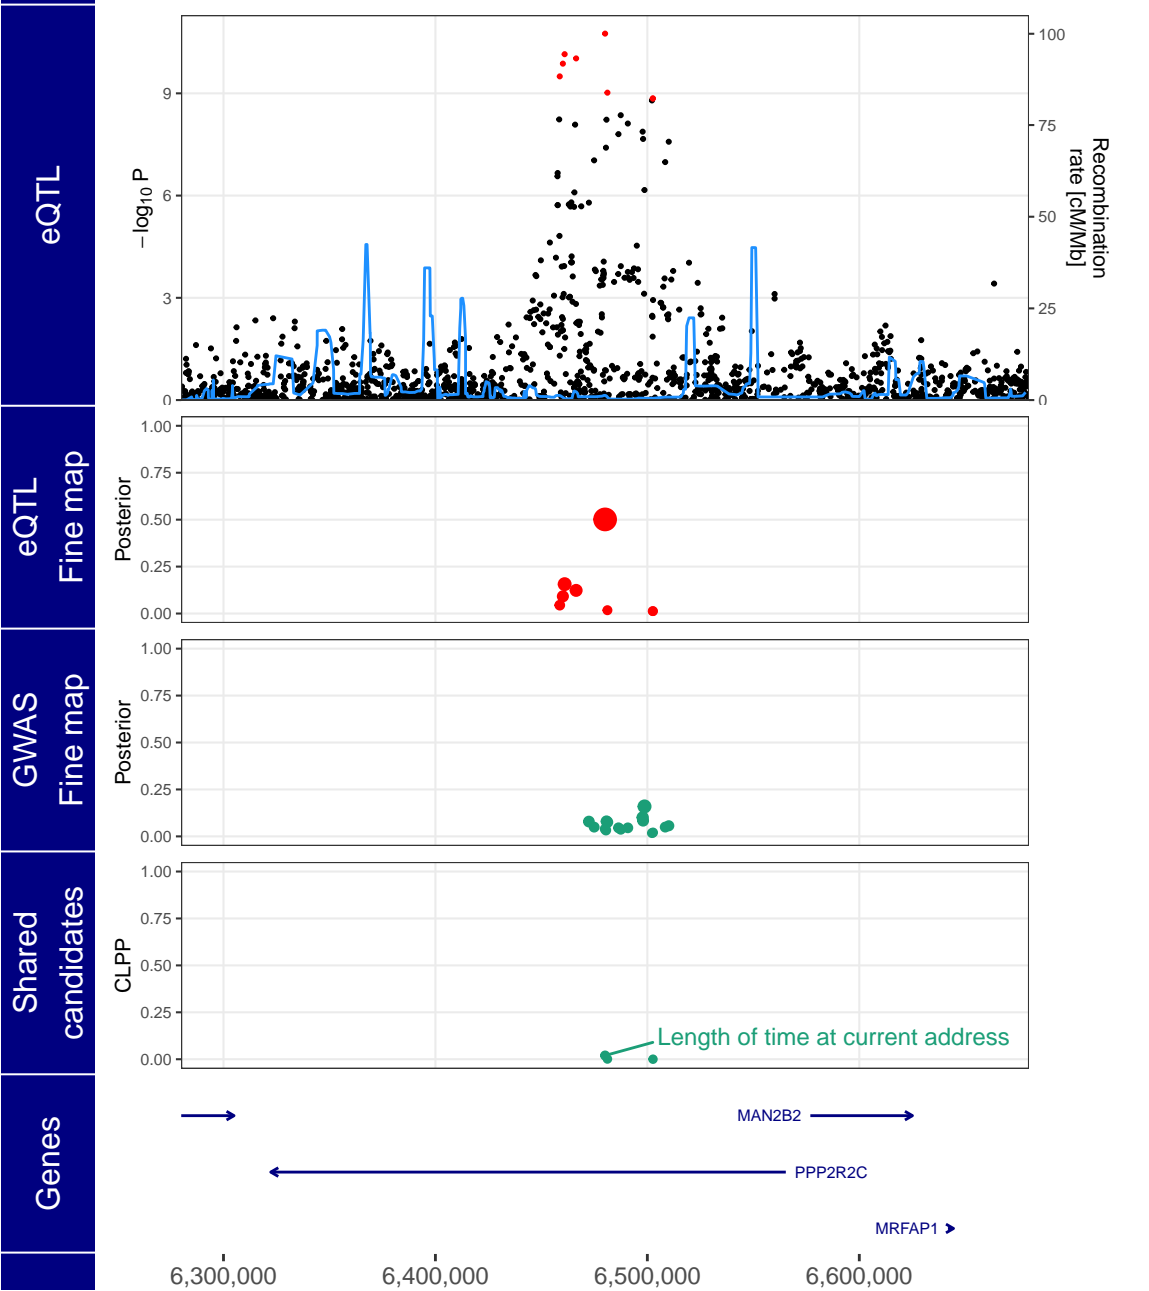 eQTL
−log10 P
9
6
3
0
100
75
50
25
0
Recombination
rate [cM/Mb]
eQTL
Fine map
Posterior
1.00
0.75
0.50
0.25
0.00
GWAS
Fine map
Posterior
1.00
0.75
0.50
0.25
0.00
Shared
candidates
CLPP
1.00
0.75
0.50
0.25
0.00
Length of time at current address
Genes
MAN2B2
PPP2R2C
MRFAP1
6,300,000
6,400,000
6,500,000
6,600,000